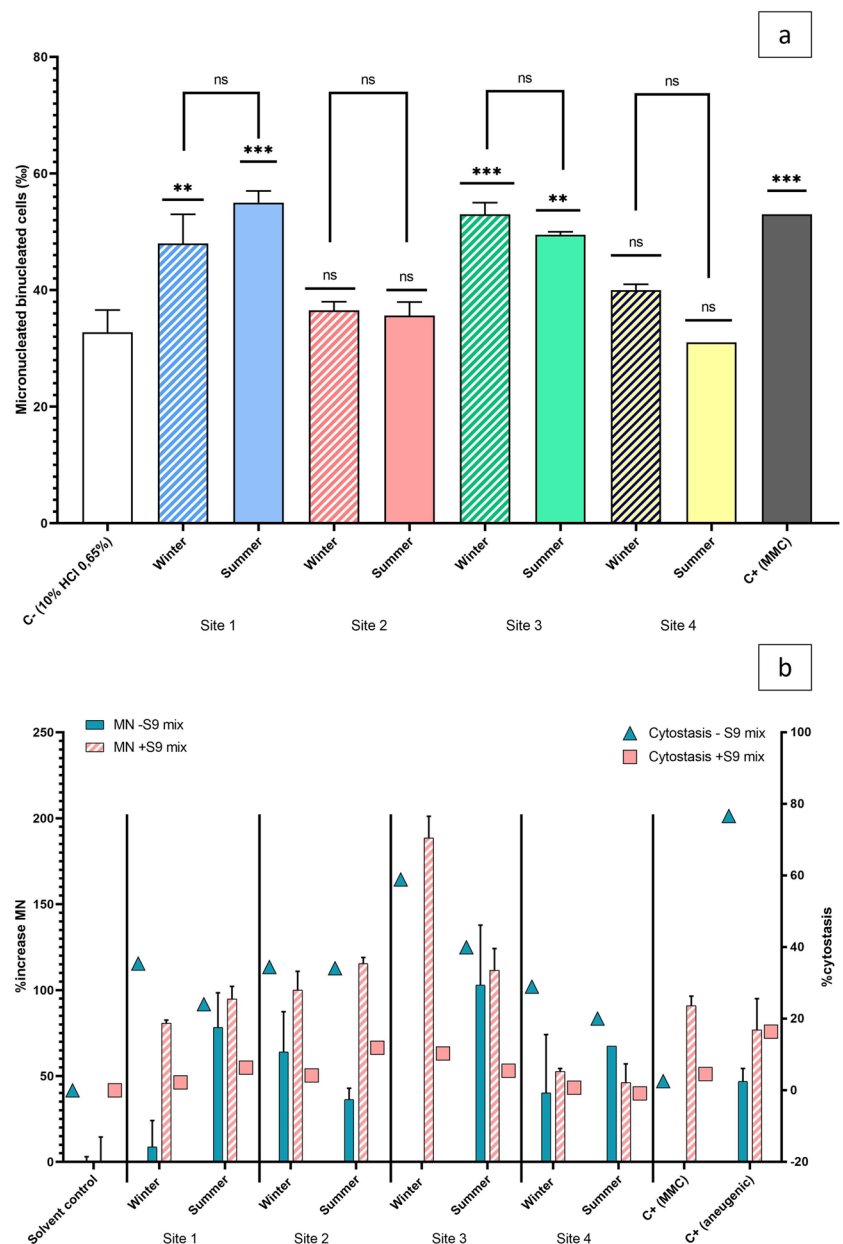 a
80
60
40
20
0
Micronucleated binucleated cells (‰)
ns
ns
ns
ns
**
***
ns
ns
***
**
ns
ns
***
C- (10% HCl 0,65%)
Winter
Summer
Winter
Summer
Winter
Summer
Winter
Summer
C+ (MMC)
Site 1
Site 2
Site 3
Site 4
b
MN -S9 mix
MN +S9 mix
Cytostasis - S9 mix
Cytostasis +S9 mix
250
200
150
100
50
0
%increase MN
100
80
60
40
20
0
-20
%cytostasis
Solvent control
Winter
Summer
Winter
Summer
Winter
Summer
Winter
Summer
C+ (MMC)
C+ (aneugenic)
Site 1
Site 2
Site 3
Site 4